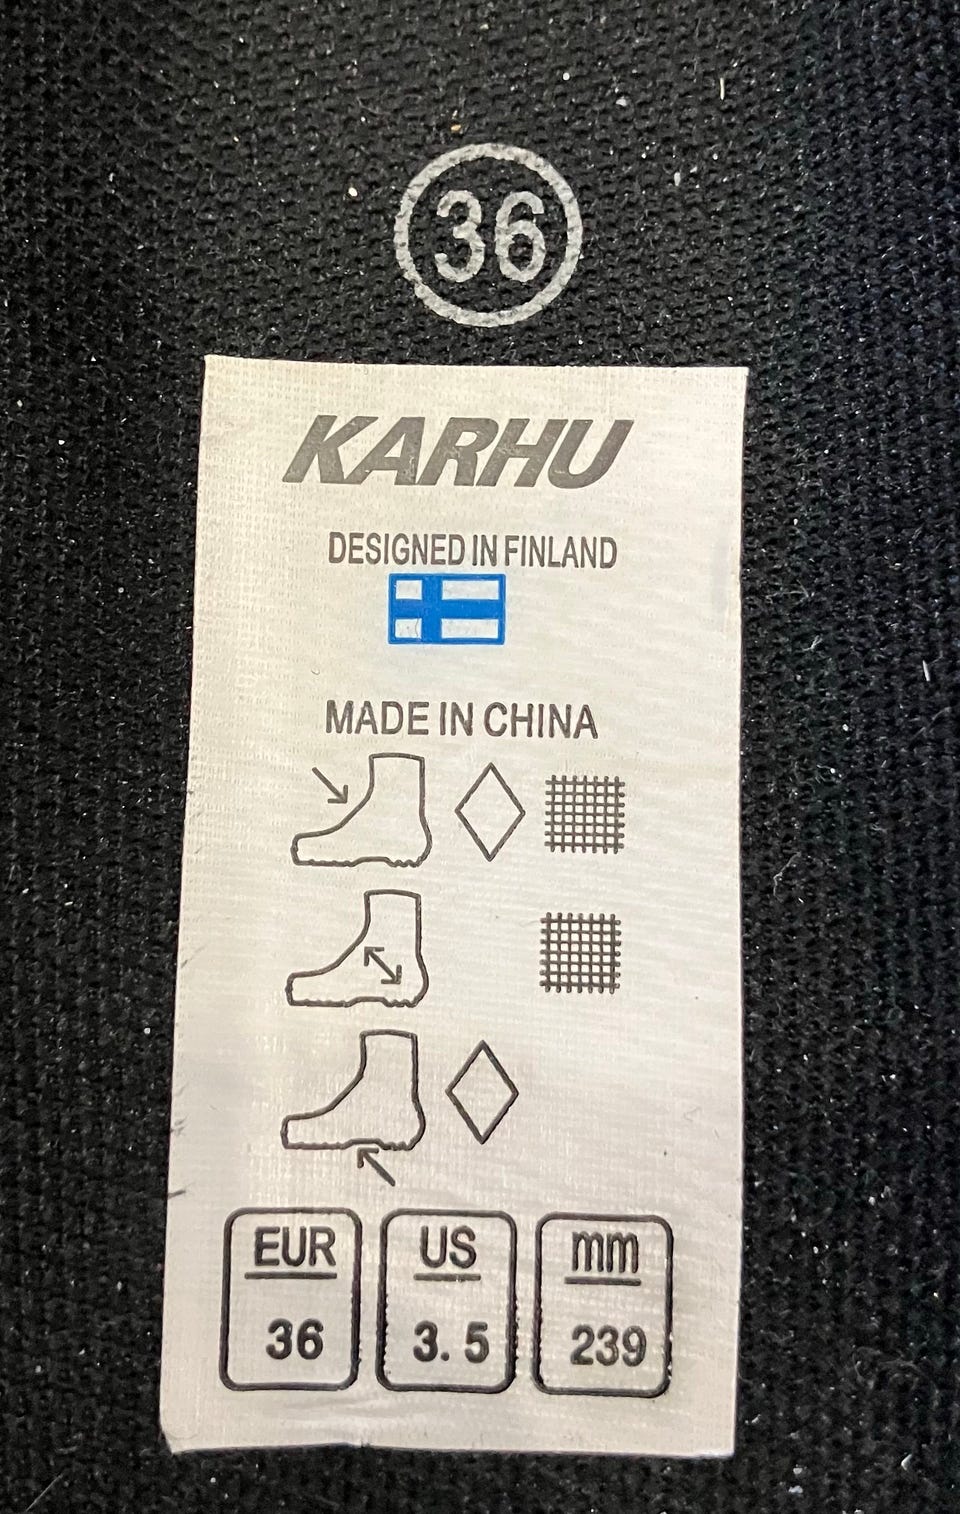 36
KARHU
DESIGNED IN FINLAND
MADE IN CHINA
EUR US mm
36 3.5 239